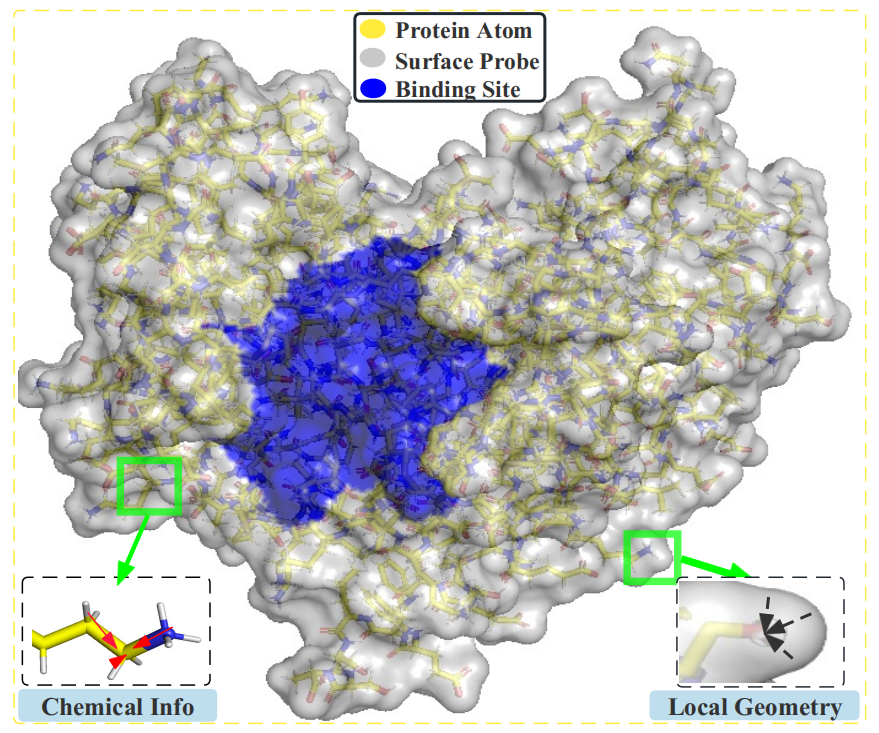 Protein Atom
Surface Probe
Binding Site
Chemical Info
Local Geometry